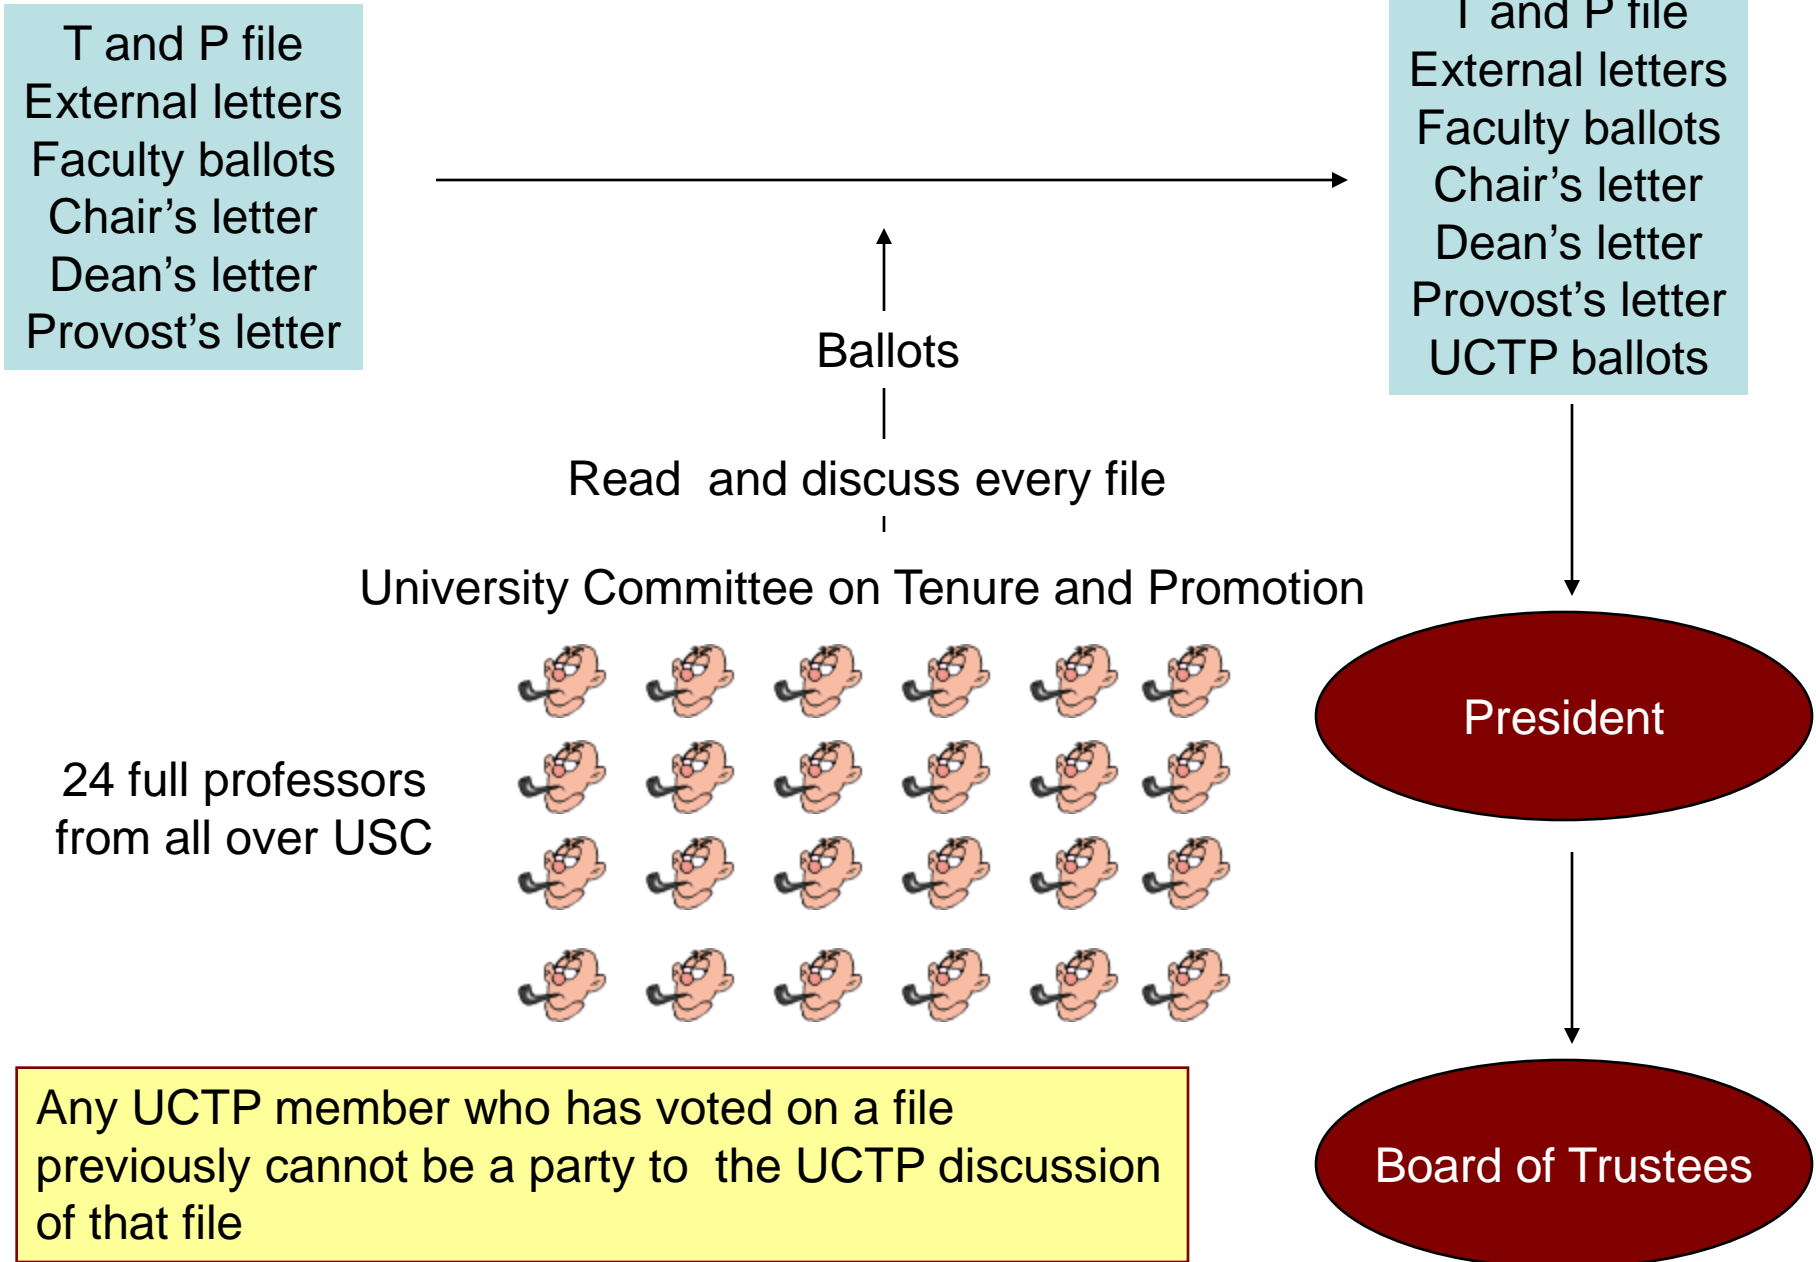 T and P file
External letters
Faculty ballots
Chair’s letter
Dean’s letter
Provost’s letter
T and P file
External letters
Faculty ballots
Chair’s letter
Dean’s letter
Provost’s letter
UCTP ballots
Ballots
Read  and discuss every file
University Committee on Tenure and Promotion
24 full professors
from all over USC
President
Any UCTP member who has voted on a file
previously cannot be a party to  the UCTP discussion
of that file
Board of Trustees